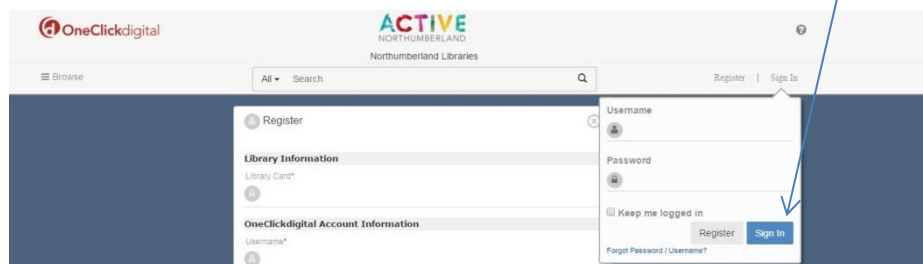 OneClickdigital
ACTIVE
NORTHUMBERLAND
Northumberland Libraries
Browse
All Search
Register | Sign In
Register
Library Information
Library Card*
OneClickdigital Account Information
Username*
Username
Password
Keep me logged in
Register Sign In
Forgot Password / Username?